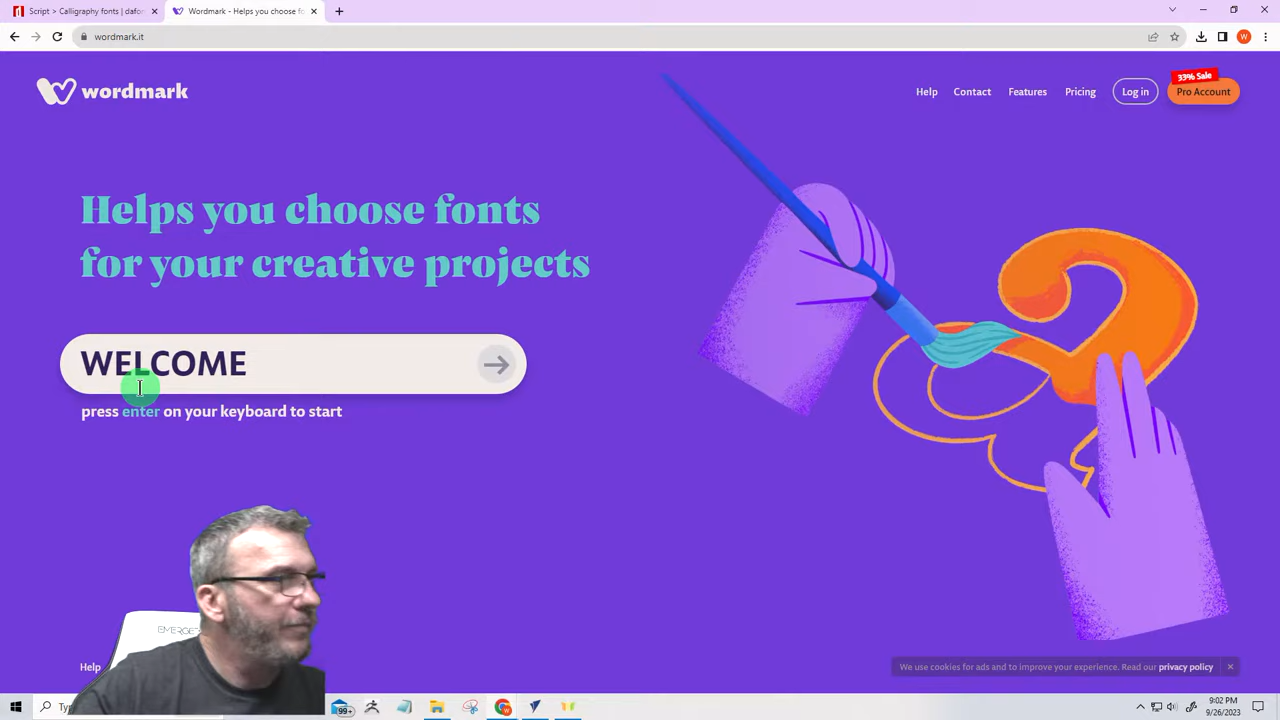 Script > Calligraphy fonts | dafon
Wordmark - Helps you choose fo
wordmark.it
W
wordmark
Help
Contact
Features
Pricing
Log in
33% Sale
Pro Account
Helps you choose fonts
for your creative projects
WELCOME
press enter on your keyboard to start
Help
We use cookies for ads and to improve your experience. Read our privacy policy
99+
9:02 PM
9/26/2023